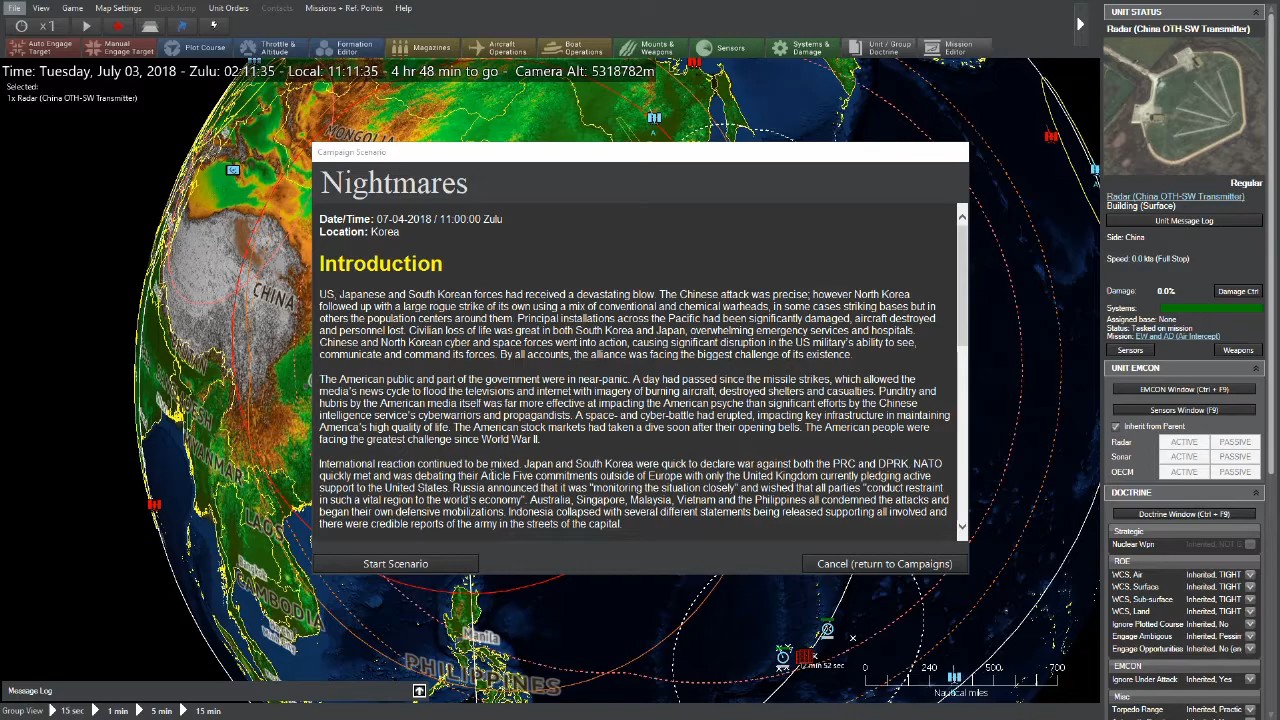 File View Game Map Settings Quick Jump Unit Orders Contacts Missions + Ref. Points Help
×1
Auto Engage Target Manual Engage Target Plot Course Throttle & Altitude Formation Editor Magazines Aircraft Operations Boat Operations Mounts & Weapons Sensors Systems & Damage Unit / Group Doctrine Mission Editor
Time: Tuesday, July 03, 2018 - Zulu: 02:11:35 - Local: 11:11:35 - 4 hr 48 min to go - Camera Alt: 5318782m
Selected:
1x Radar (China OTH-SW Transmitter)
MONGOLIA
CHINA
MYANMAR
LAOS
Bangkok
CAMBODIA
Manila
PHILIPPINES
A
Campaign Scenario
Nightmares
Date/Time: 07-04-2018 / 11:00:00 Zulu
Location: Korea
Introduction
US, Japanese and South Korean forces had received a devastating blow. The Chinese attack was precise; however North Korea
followed up with a large rogue strike of its own using a mix of conventional and chemical warheads, in some cases striking bases but in
others the population centers around them. Principal installations across the Pacific had been significantly damaged, aircraft destroyed
and personnel lost. Civilian loss of life was great in both South Korea and Japan, overwhelming emergency services and hospitals.
Chinese and North Korean cyber and space forces went into action, causing significant disruption in the US military's ability to see,
communicate and command its forces. By all accounts, the alliance was facing the biggest challenge of its existence.
The American public and part of the government were in near-panic. A day had passed since the missile strikes, which allowed the
media's news cycle to flood the televisions and internet with imagery of burning aircraft, destroyed shelters and casualties. Punditry and
hubris by the American media itself was far more effective at impacting the American psyche than significant efforts by the Chinese
intelligence service's cyberwarriors and propagandists. A space- and cyber-battle had erupted, impacting key infrastructure in maintaining
America's high quality of life. The American stock markets had taken a dive soon after their opening bells. The American people were
facing the greatest challenge since World War II.
International reaction continued to be mixed. Japan and South Korea were quick to declare war against both the PRC and DPRK. NATO
quickly met and was debating their Article Five commitments outside of Europe with only the United Kingdom currently pledging active
support to the United States. Russia announced that it was "monitoring the situation closely" and wished that all parties "conduct restraint
in such a vital region to the world's economy". Australia, Singapore, Malaysia, Vietnam and the Philippines all condemned the attacks and
began their own defensive mobilizations. Indonesia collapsed with several different statements being released supporting all involved and
there were credible reports of the army in the streets of the capital.
Start Scenario Cancel (return to Campaigns)
2 min 52 sec
0 240 500 700
Nautical miles
Message Log
Group View 15 sec 1 min 5 min 15 min
UNIT STATUS
Radar (China OTH-SW Transmitter)
Regular
Radar (China OTH-SW Transmitter)
Building (Surface)
Unit Message Log
Side: China
Speed: 0.0 kts (Full Stop)
Damage: 0.0% Damage Ctrl
Systems:
Assigned base: None
Status: Tasked on mission
Mission: EW and AD (Air Intercept)
Sensors Weapons
UNIT EMCON
EMCON Window (Ctrl + F9)
Sensors Window (F9)
Inherit from Parent
Radar ACTIVE PASSIVE
Sonar ACTIVE PASSIVE
OECM ACTIVE PASSIVE
DOCTRINE
Doctrine Window (Ctrl + F9)
Strategic
Nuclear Wpn Inherited, NOT G
ROE
WCS, Air Inherited, TIGHT
WCS, Surface Inherited, TIGHT
WCS, Sub-surface Inherited, TIGHT
WCS, Land Inherited, TIGHT
Ignore Plotted Course Inherited, No
Engage Ambiguous Inherited, Pessin
Engage Opportunities Inherited, No (en
EMCON
Ignore Under Attack Inherited, Yes
Misc
Torpedo Range Inherited, Practic